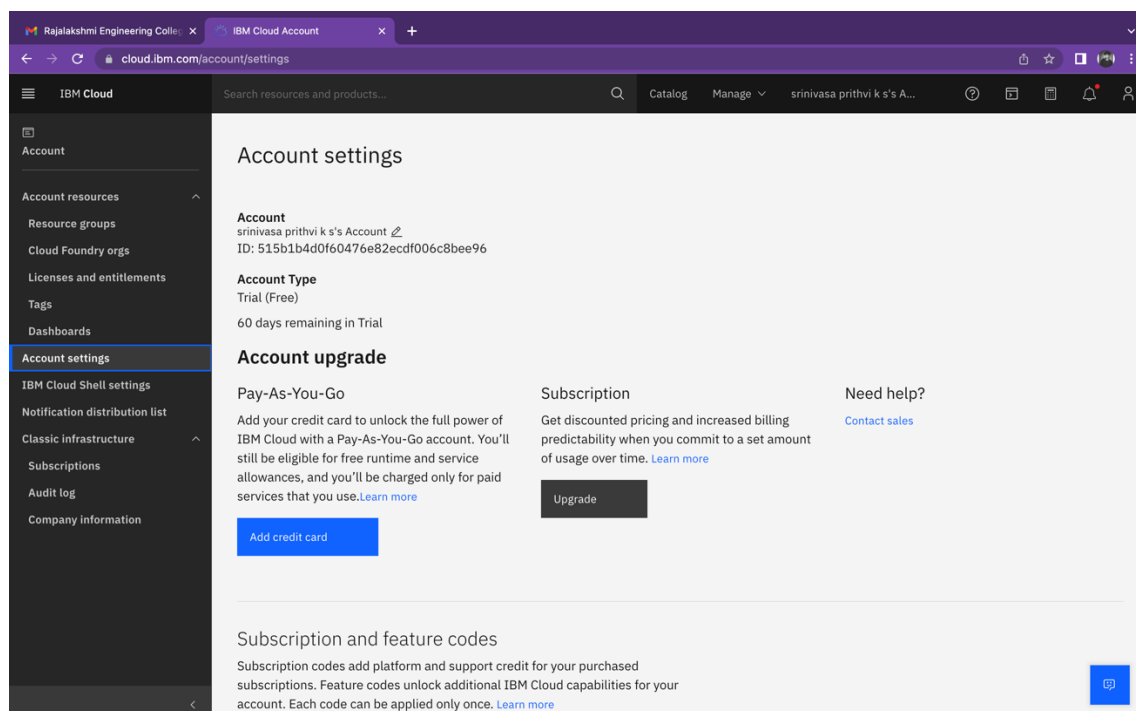 Rajalakshmi Engineering Colleg
IBM Cloud Account
cloud.ibm.com/account/settings
IBM Cloud
Search resources and products...
Catalog
Manage
srinivasa prithvi k s's A...
Account
Account resources
Resource groups
Cloud Foundry orgs
Licenses and entitlements
Tags
Dashboards
Account settings
IBM Cloud Shell settings
Notification distribution list
Classic infrastructure
Subscriptions
Audit log
Company information
Account settings
Account
srinivasa prithvi k s's Account
ID: 515b1b4d0f60476e82ecdf006c8bee96
Account Type
Trial (Free)
60 days remaining in Trial
Account upgrade
Pay-As-You-Go
Add your credit card to unlock the full power of
IBM Cloud with a Pay-As-You-Go account. You'll
still be eligible for free runtime and service
allowances, and you'll be charged only for paid
services that you use.Learn more
Add credit card
Subscription
Get discounted pricing and increased billing
predictability when you commit to a set amount
of usage over time. Learn more
Upgrade
Need help?
Contact sales
Subscription and feature codes
Subscription codes add platform and support credit for your purchased
subscriptions. Feature codes unlock additional IBM Cloud capabilities for your
account. Each code can be applied only once. Learn more